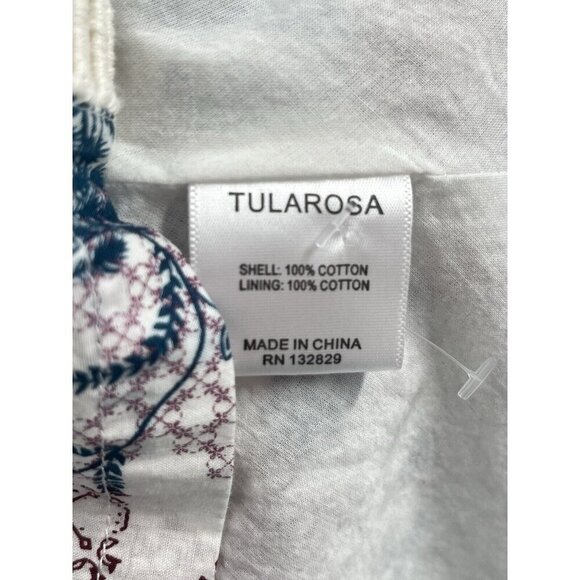 TULAROSA
SHELL: 100% COTTON
LINING: 100% COTTON
MADE IN CHINA
RN 132829